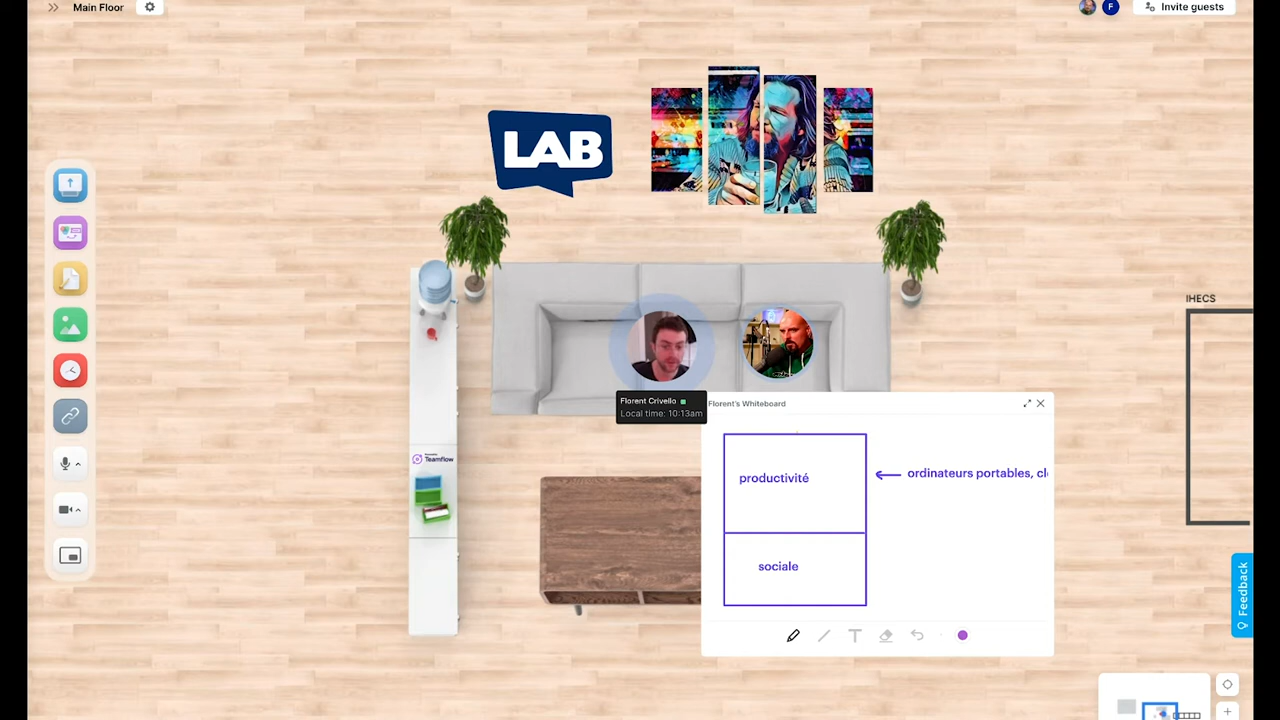 Main Floor
F
Invite guests
LAB
IHECS
Florent Crivello
Local time: 10:13am
Florent's Whiteboard
Teamflow
productivité
ordinateurs portables, cl
sociale
Feedback